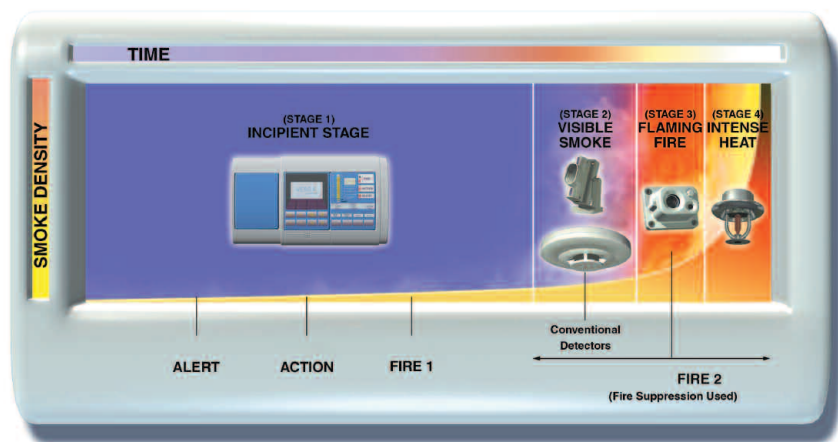 TIME
SMOKE DENSITY
(STAGE 1)
INCIPIENT STAGE
(STAGE 2)
VISIBLE
SMOKE
(STAGE 3)
FLAMING
FIRE
(STAGE 4)
INTENSE
HEAT
ALERT
ACTION
FIRE 1
Conventional
Detectors
FIRE 2
(Fire Suppression Used)